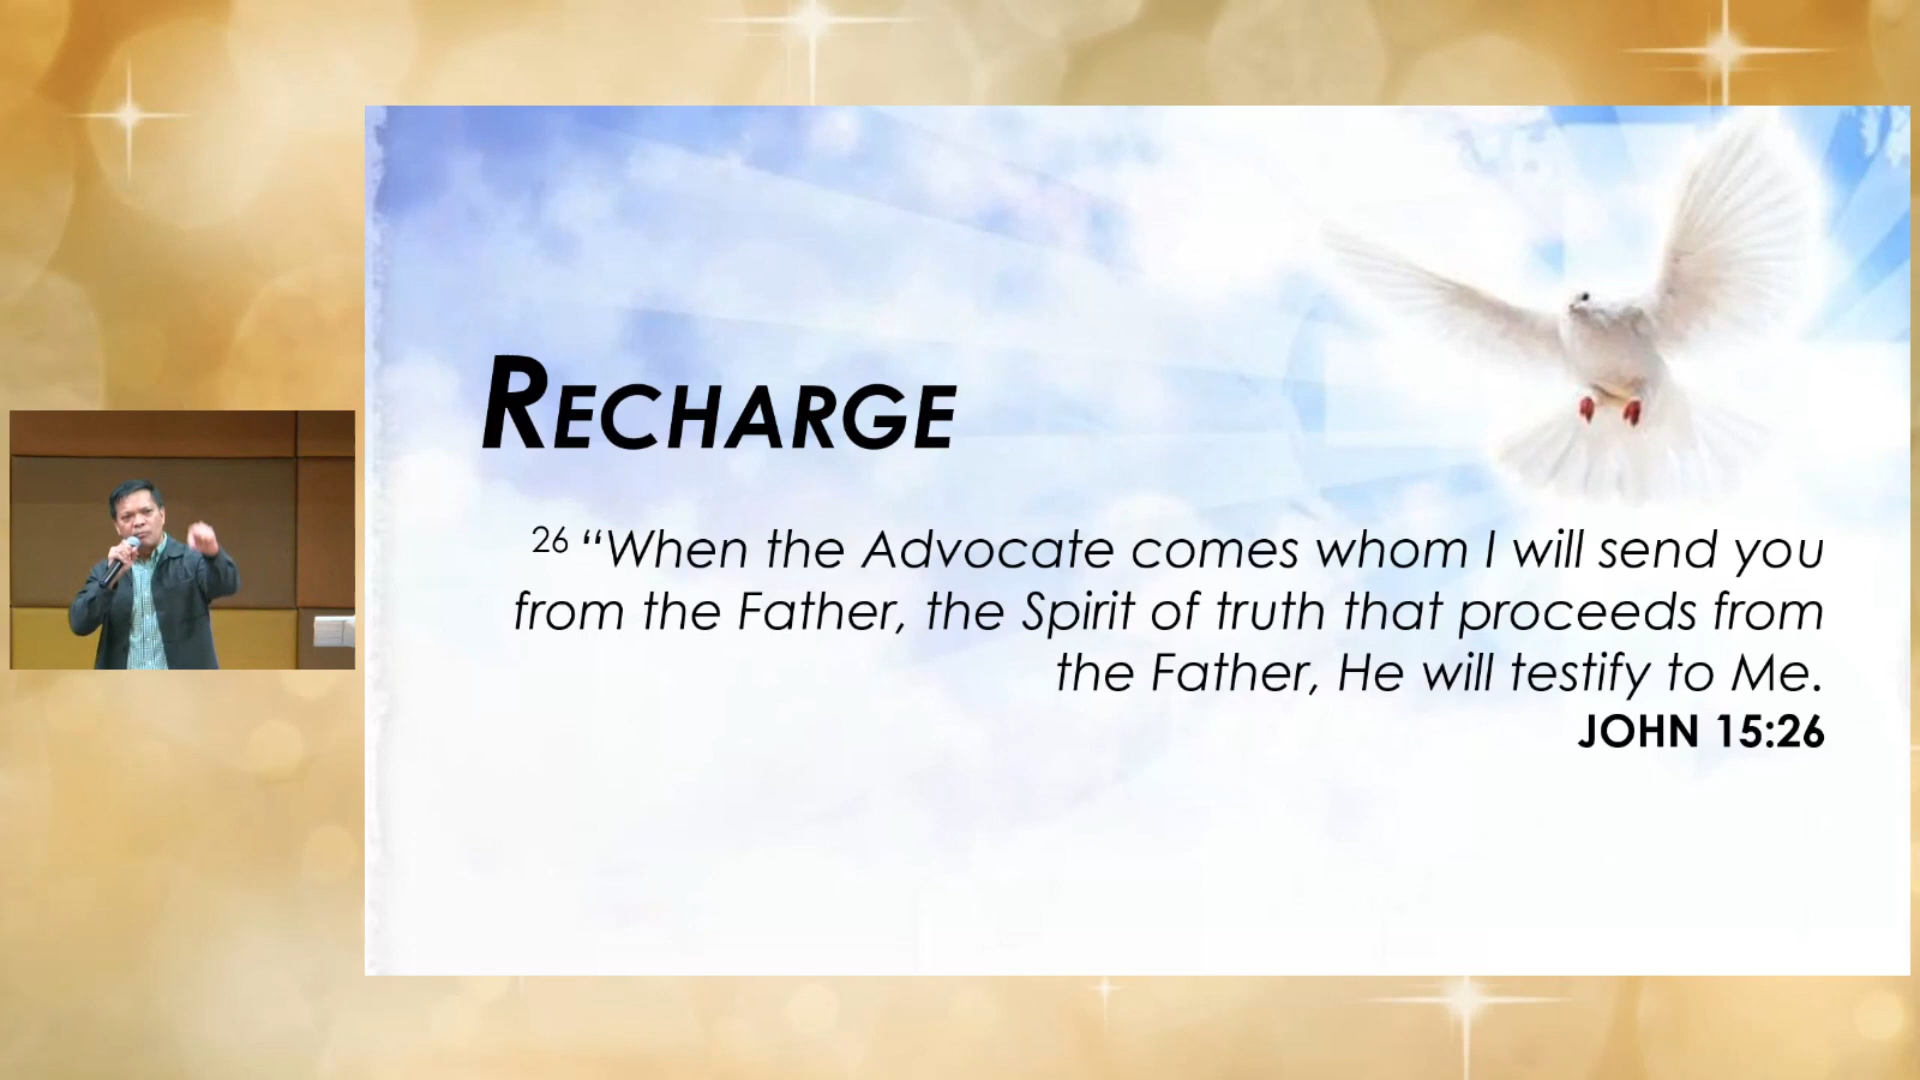 RECHARGE
26 “When the Advocate comes whom I will send you
from the Father, the Spirit of truth that proceeds from
the Father, He will testify to Me.
JOHN 15:26